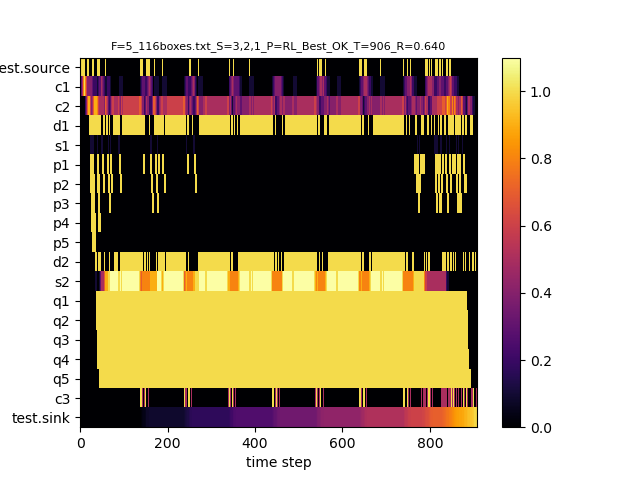 F=5_116boxes.txt_S=3,2,1_P=RL_Best_OK_T=906_R=0.640
est.source
c1
c2
d1
s1
p1
p2
p3
p4
p5
d2
s2
q1
q2
q3
q4
q5
c3
test.sink
0
200
400
600
800
time step
1.0
0.8
0.6
0.4
0.2
0.0